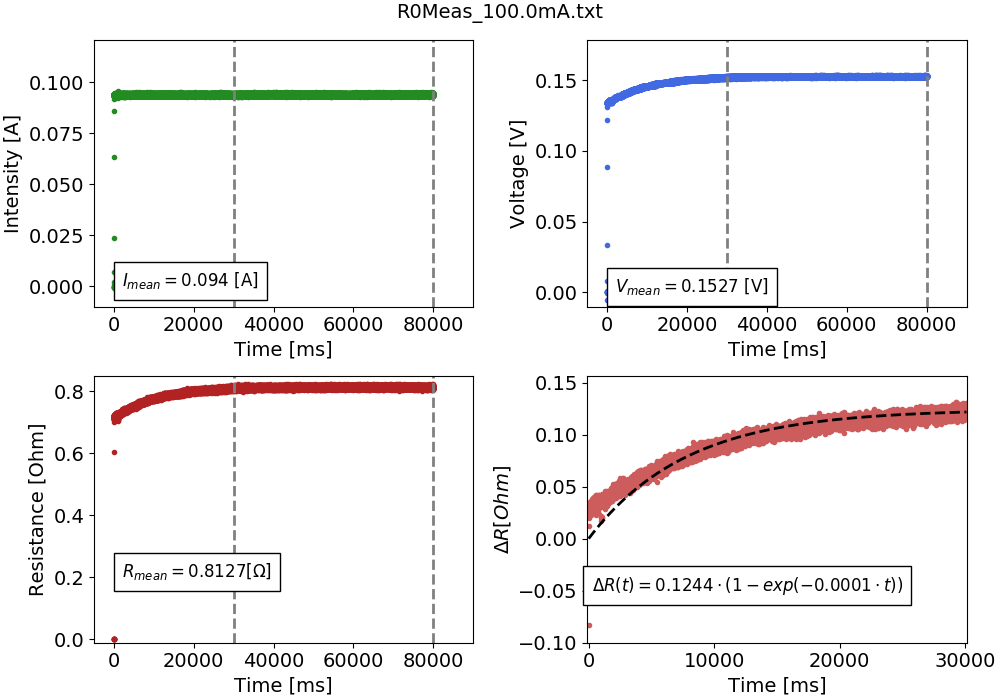 R0Meas_100.0mA.txt
Intensity [A]
0.100
0.075
0.050
0.025
0.000
I_mean = 0.094 [A]
0 20000 40000 60000 80000
Time [ms]
Voltage [V]
0.15
0.10
0.05
0.00
V_mean = 0.1527 [V]
0 20000 40000 60000 80000
Time [ms]
Resistance [Ohm]
0.8
0.6
0.4
0.2
0.0
R_mean = 0.8127[Ω]
0 20000 40000 60000 80000
Time [ms]
ΔR[Ohm]
0.15
0.10
0.05
0.00
−0.05
−0.10
ΔR(t) = 0.1244 · (1 − exp(−0.0001 · t))
0 10000 20000 30000
Time [ms]